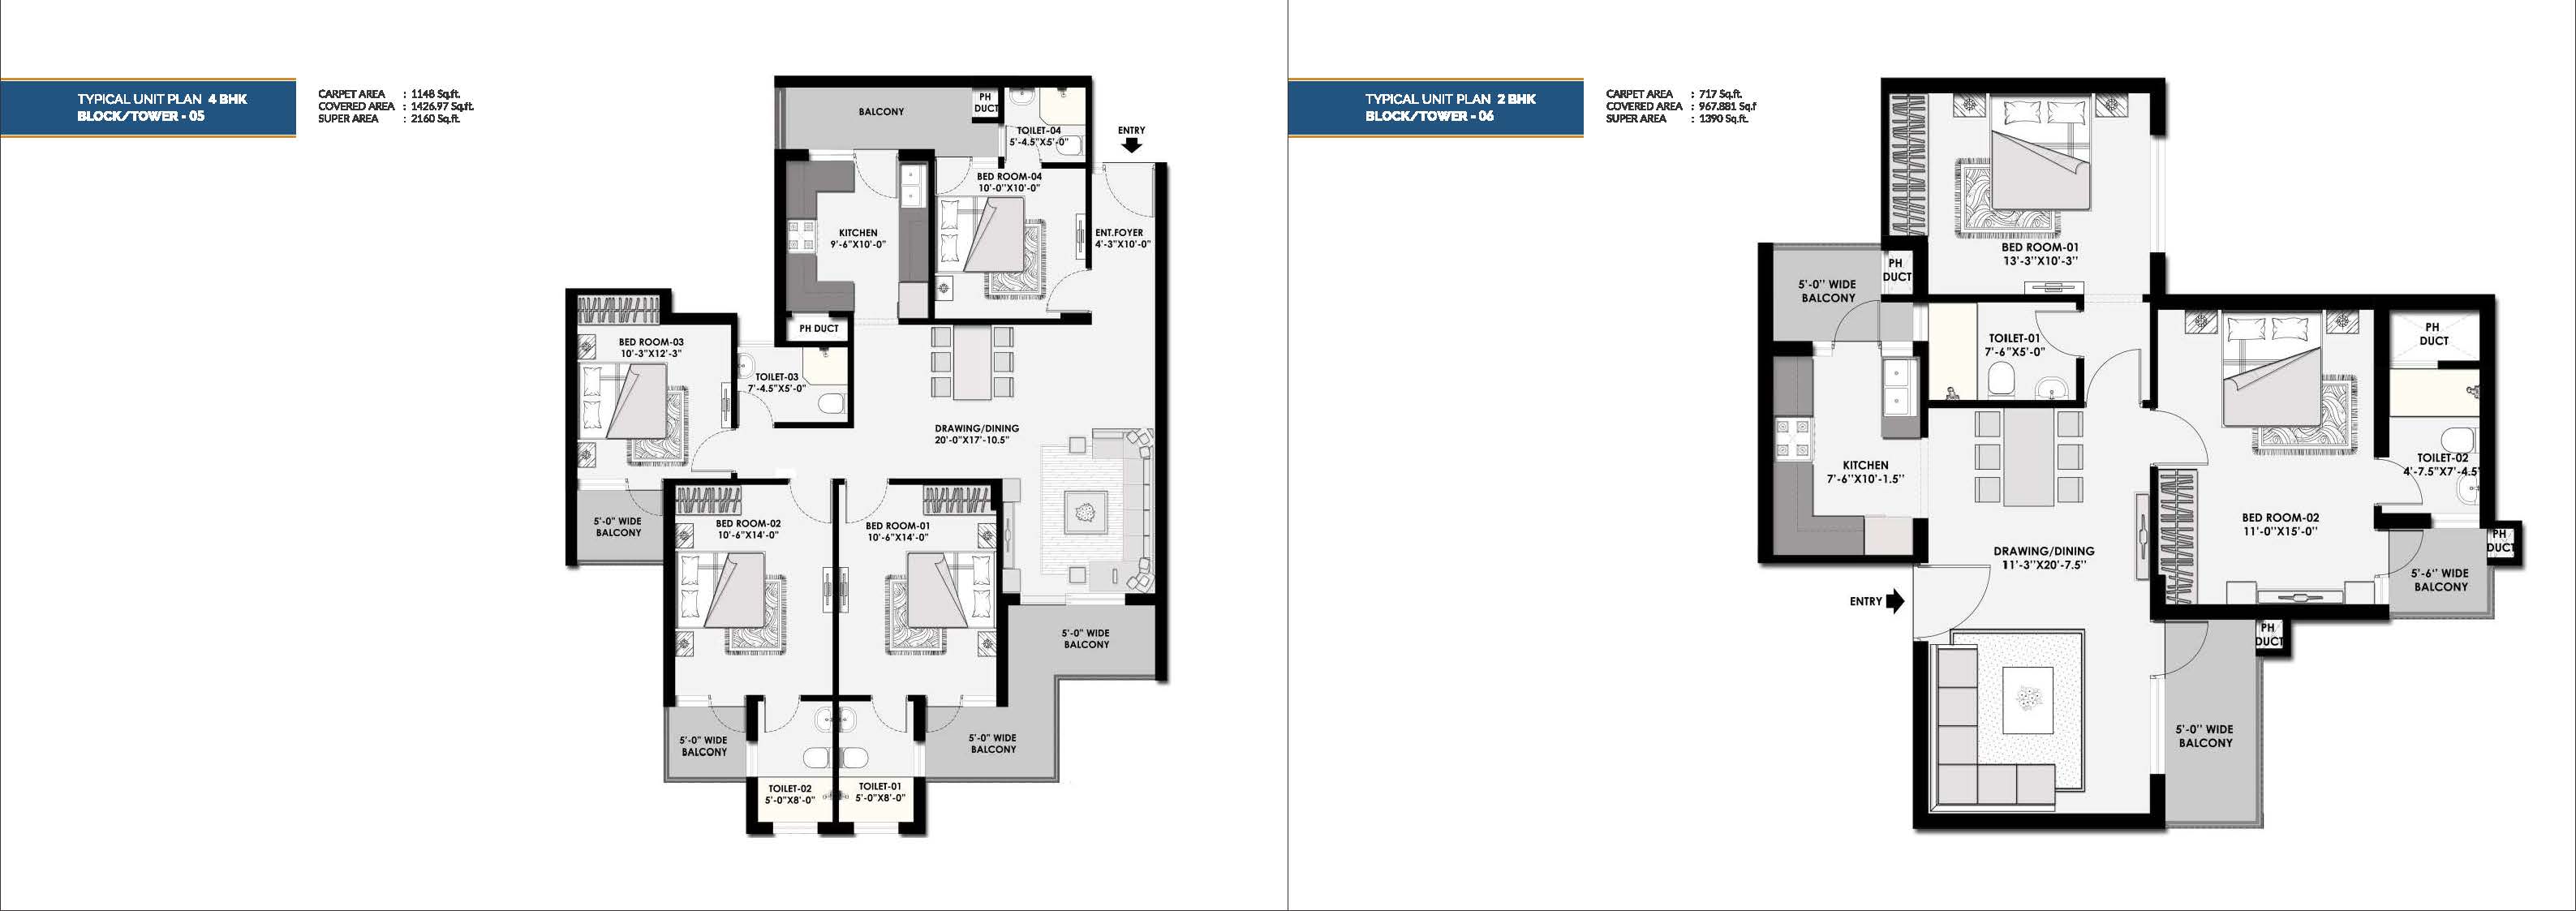 TYPICAL UNIT PLAN 4 BHK
BLOCK/TOWER - 05
CARPET AREA : 1148 Sq.ft.
COVERED AREA : 1426.97 Sq.ft.
SUPER AREA : 2160 Sq.ft.
BALCONY
PH
DUCT
TOILET-04
5'-4.5"X5'-0"
ENTRY
BED ROOM-04
10'-0"X10'-0"
KITCHEN
9'-6"X10'-0"
ENT.FOYER
4'-3"X10'-0"
PH DUCT
BED ROOM-03
10'-3"X12'-3"
TOILET-03
7'-4.5"X5'-0"
DRAWING/DINING
20'-0"X17'-10.5"
5'-0" WIDE
BALCONY
BED ROOM-02
10'-6"X14'-0"
BED ROOM-01
10'-6"X14'-0"
5'-0" WIDE
BALCONY
5'-0" WIDE
BALCONY
5'-0" WIDE
BALCONY
TOILET-02
5'-0"X8'-0"
TOILET-01
5'-0"X8'-0"
TYPICAL UNIT PLAN 2 BHK
BLOCK/TOWER - 06
CARPET AREA : 717 Sq.ft.
COVERED AREA : 967.881 Sq.f
SUPER AREA : 1390 Sq.ft.
BED ROOM-01
13'-3''X10'-3''
PH
DUCT
5'-0'' WIDE
BALCONY
TOILET-01
7'-6''X5'-0''
PH
DUCT
KITCHEN
7'-6''X10'-1.5''
TOILET-02
4'-7.5''X7'-4.5'
BED ROOM-02
11'-0''X15'-0''
PH
DUCT
DRAWING/DINING
11'-3''X20'-7.5''
5'-6'' WIDE
BALCONY
ENTRY
PH
DUCT
5'-0'' WIDE
BALCONY